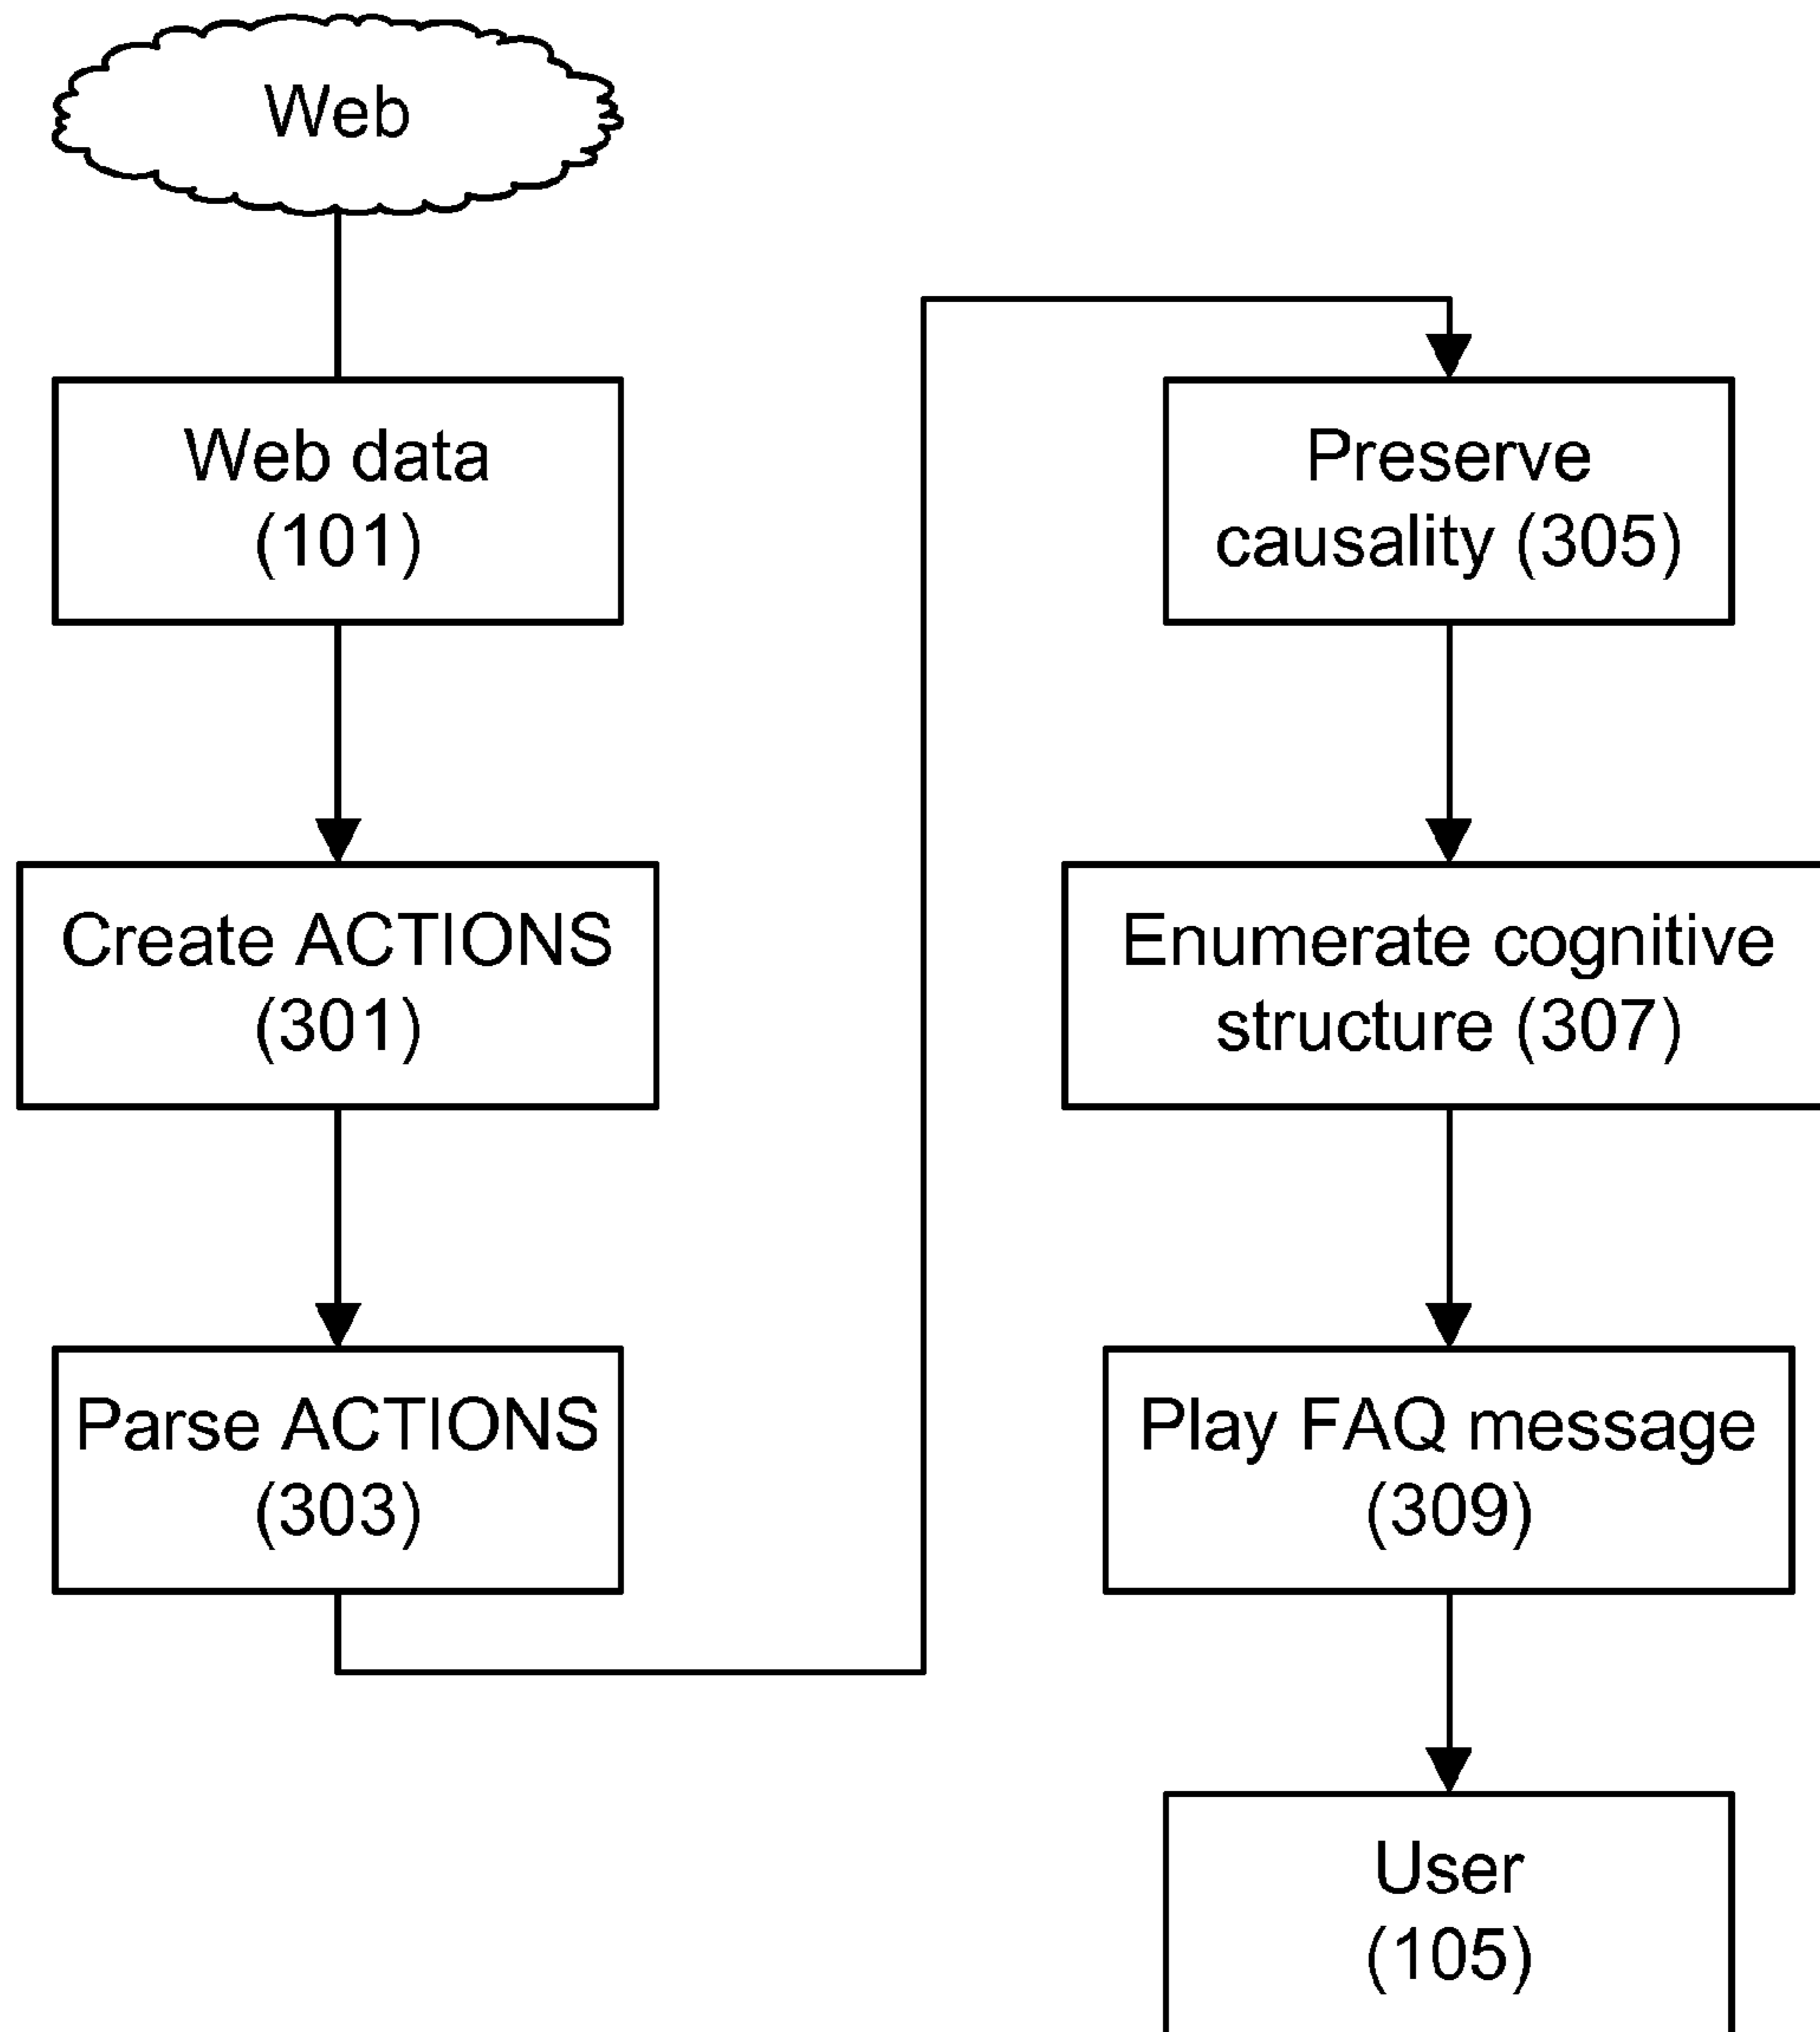 Web
Web data
(101)
Create ACTIONS
(301)
Parse ACTIONS
(303)
Preserve
causality (305)
Enumerate cognitive
structure (307)
Play FAQ message
(309)
User
(105)